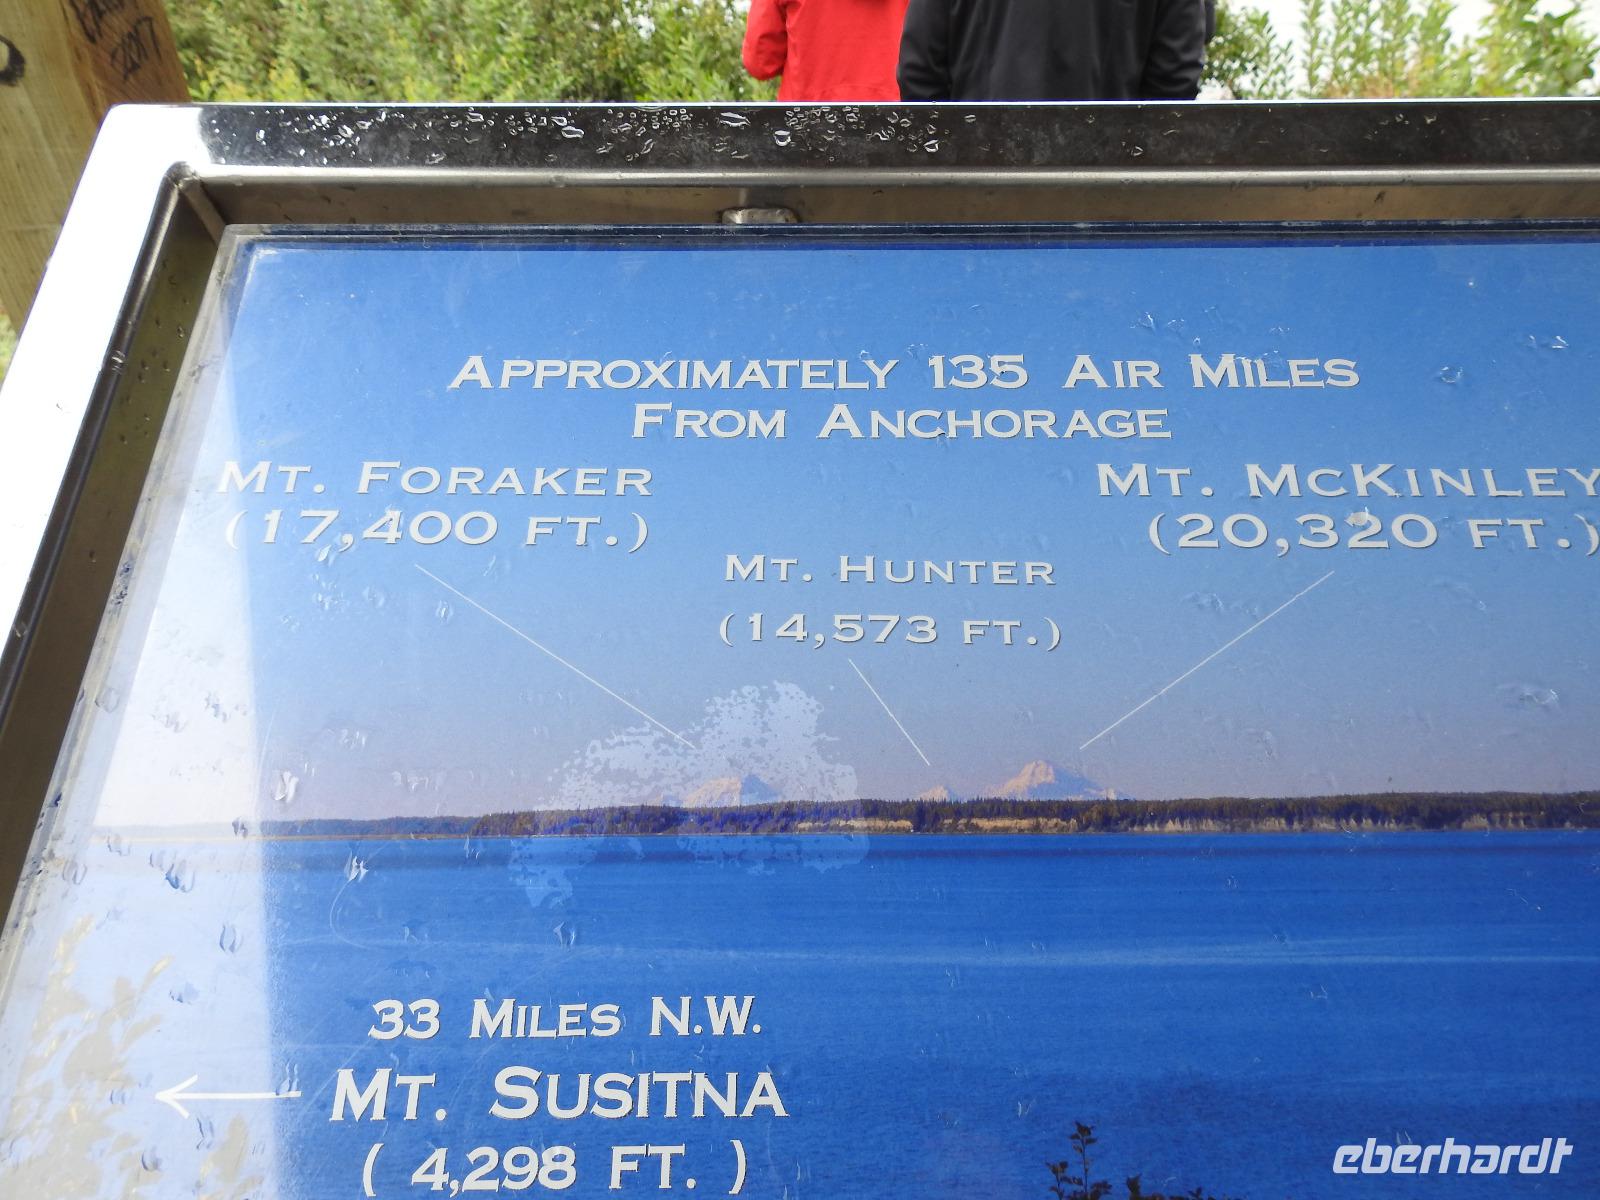 2017
APPROXIMATELY 135 AIR MILES
FROM ANCHORAGE
MT. FORAKER
(17,400 FT.)
MT. MCKINLEY
(20,320 FT.)
MT. HUNTER
(14,573 FT.)
33 MILES N.W.
MT. SUSITNA
( 4,298 FT. )
eberhardt